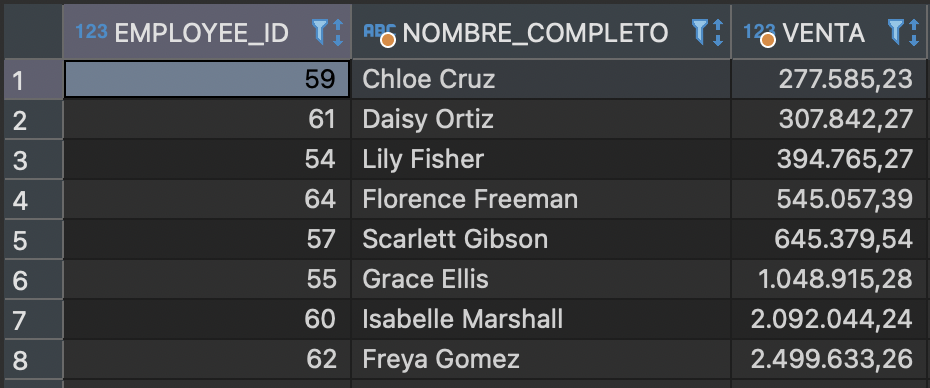 123 EMPLOYEE_ID ABC NOMBRE_COMPLETO 123 VENTA
1 59 Chloe Cruz 277.585,23
2 61 Daisy Ortiz 307.842,27
3 54 Lily Fisher 394.765,27
4 64 Florence Freeman 545.057,39
5 57 Scarlett Gibson 645.379,54
6 55 Grace Ellis 1.048.915,28
7 60 Isabelle Marshall 2.092.044,24
8 62 Freya Gomez 2.499.633,26